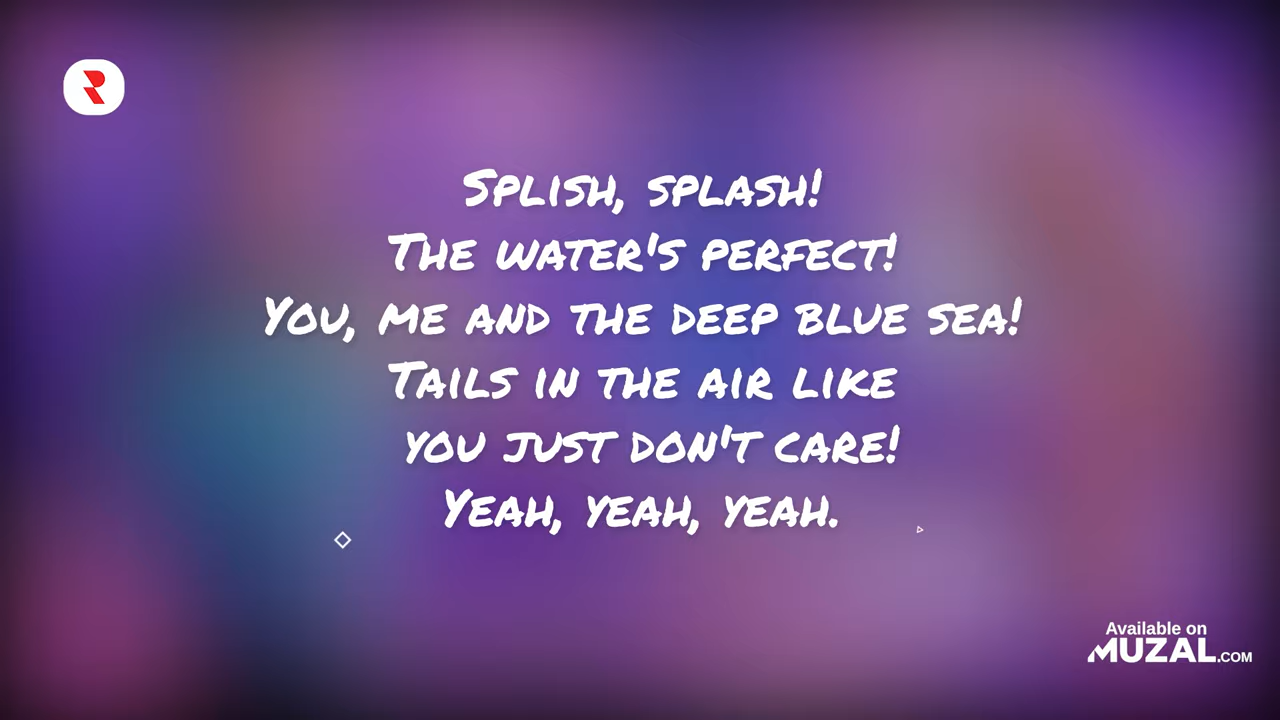 Splish, splash!
The water's perfect!
You, me and the deep blue sea!
Tails in the air like
you just don't care!
Yeah, yeah, yeah.
Available on
MUZAL.COM